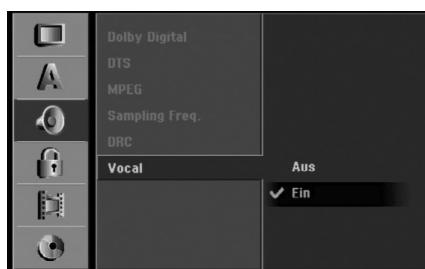 Dolby Digital
DTS
MPEG
Sampling Freq.
DRC
Vocal
Aus
Ein